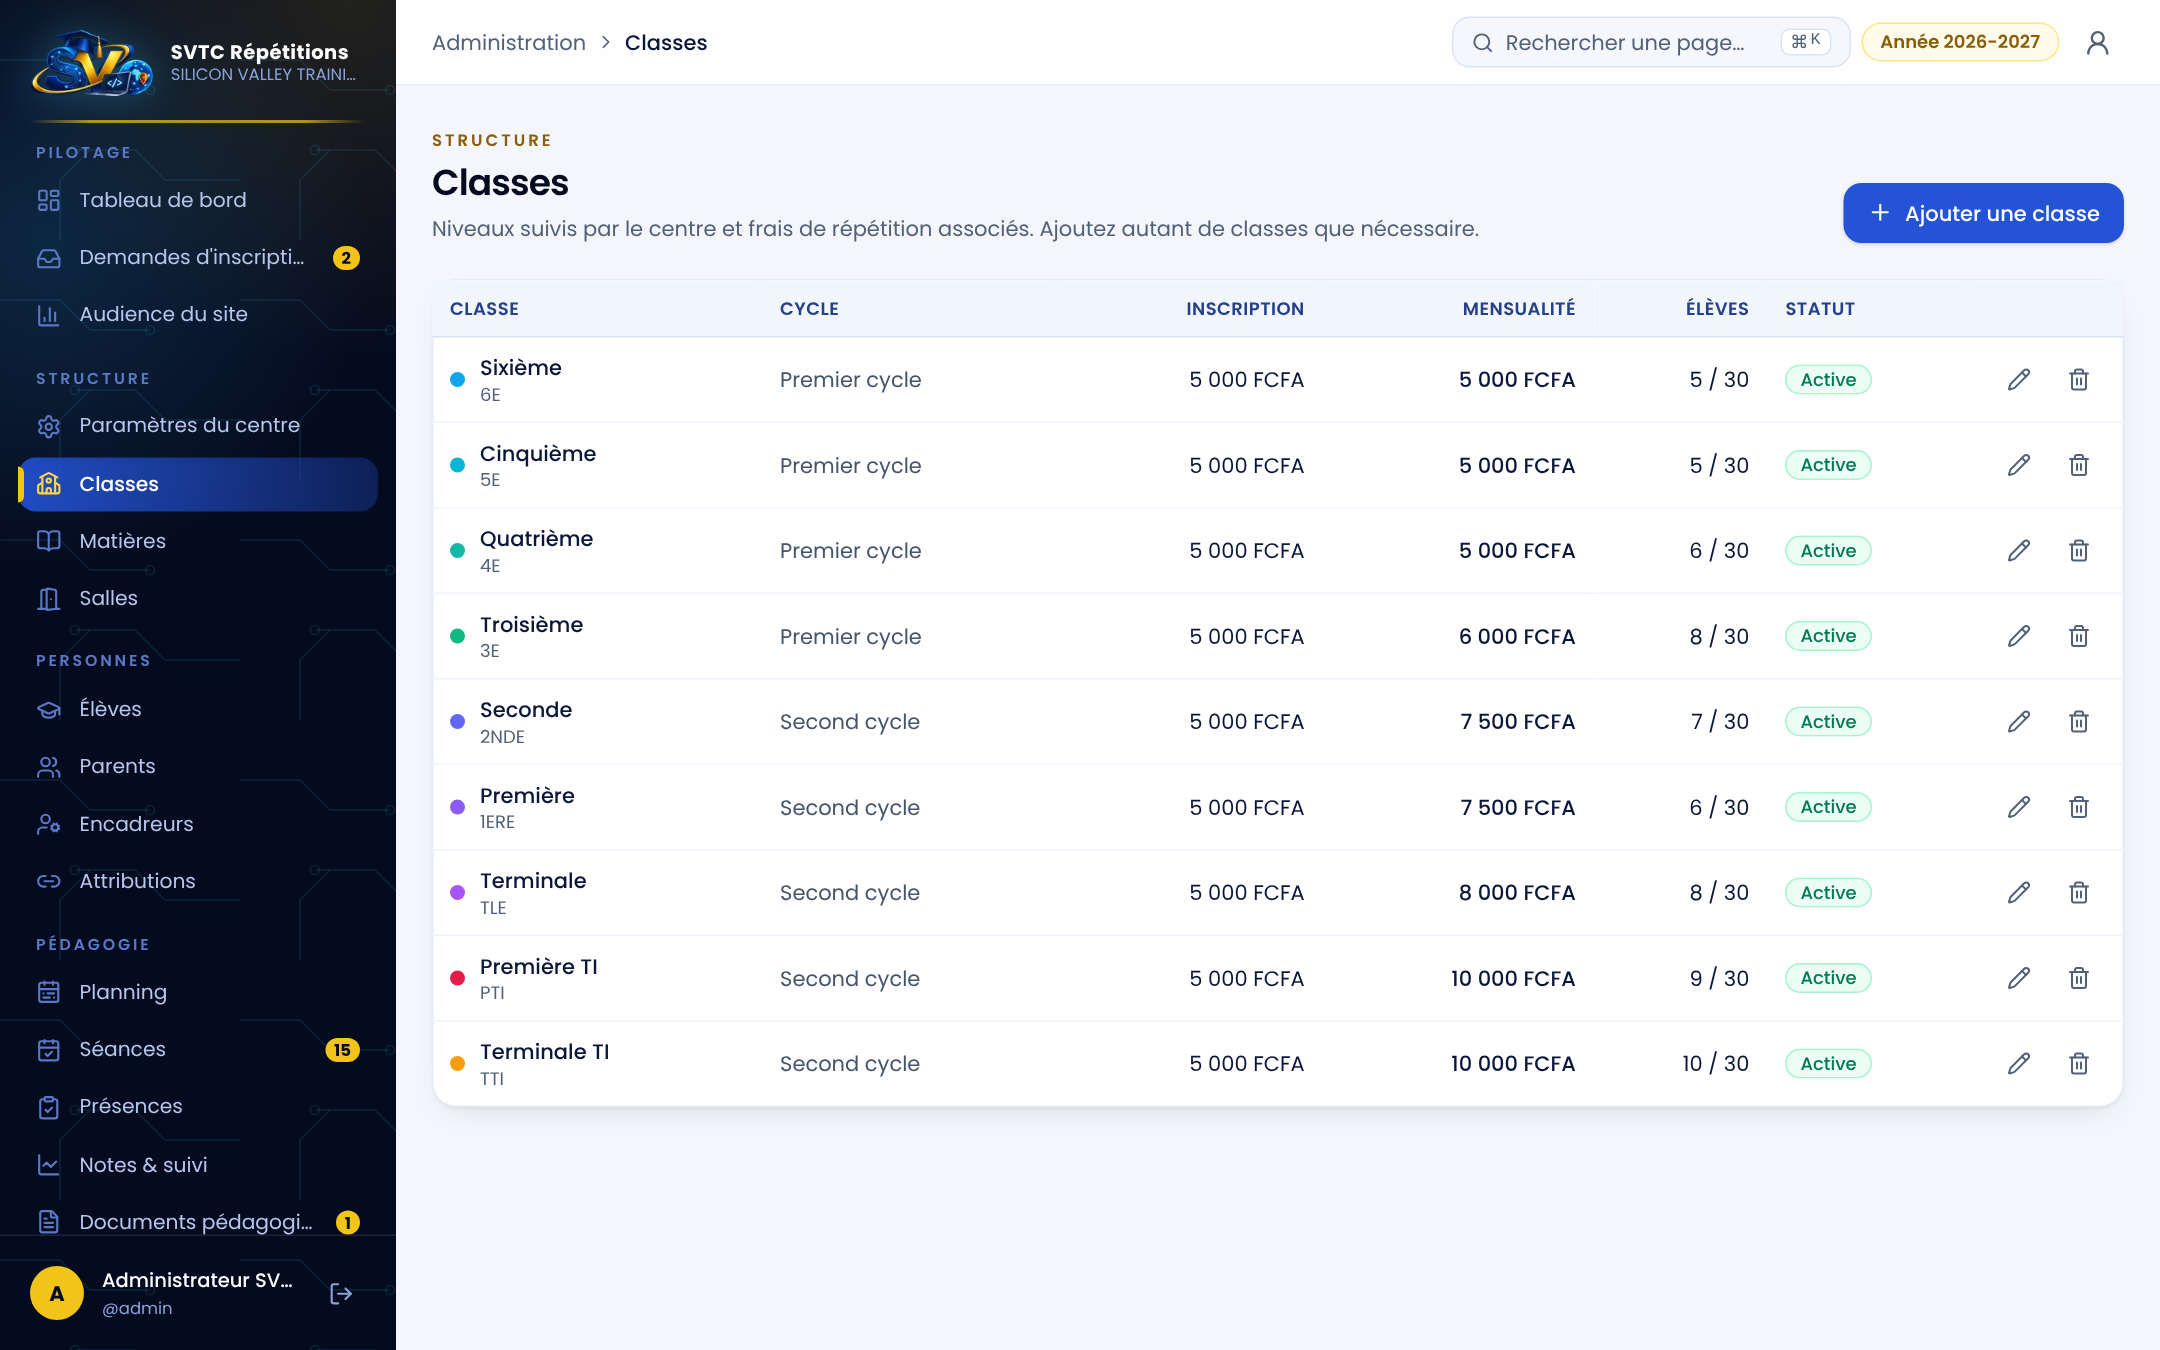 SVTC Répétitions
SILICON VALLEY TRAINI...
PILOTAGE
Tableau de bord
Demandes d'inscripti... 2
Audience du site
STRUCTURE
Paramètres du centre
Classes
Matières
Salles
PERSONNES
Élèves
Parents
Encadreurs
Attributions
PÉDAGOGIE
Planning
Séances 15
Présences
Notes & suivi
Documents pédagogi... 1
A
Administrateur SV...
@admin
Administration > Classes
Rechercher une page... ⌘ K
Année 2026-2027
STRUCTURE
Classes
Niveaux suivis par le centre et frais de répétition associés. Ajoutez autant de classes que nécessaire.
+ Ajouter une classe
CLASSE CYCLE INSCRIPTION MENSUALITÉ ÉLÈVES STATUT
Sixième
6E
Premier cycle 5 000 FCFA 5 000 FCFA 5 / 30 Active
Cinquième
5E
Premier cycle 5 000 FCFA 5 000 FCFA 5 / 30 Active
Quatrième
4E
Premier cycle 5 000 FCFA 5 000 FCFA 6 / 30 Active
Troisième
3E
Premier cycle 5 000 FCFA 6 000 FCFA 8 / 30 Active
Seconde
2NDE
Second cycle 5 000 FCFA 7 500 FCFA 7 / 30 Active
Première
1ERE
Second cycle 5 000 FCFA 7 500 FCFA 6 / 30 Active
Terminale
TLE
Second cycle 5 000 FCFA 8 000 FCFA 8 / 30 Active
Première TI
PTI
Second cycle 5 000 FCFA 10 000 FCFA 9 / 30 Active
Terminale TI
TTI
Second cycle 5 000 FCFA 10 000 FCFA 10 / 30 Active